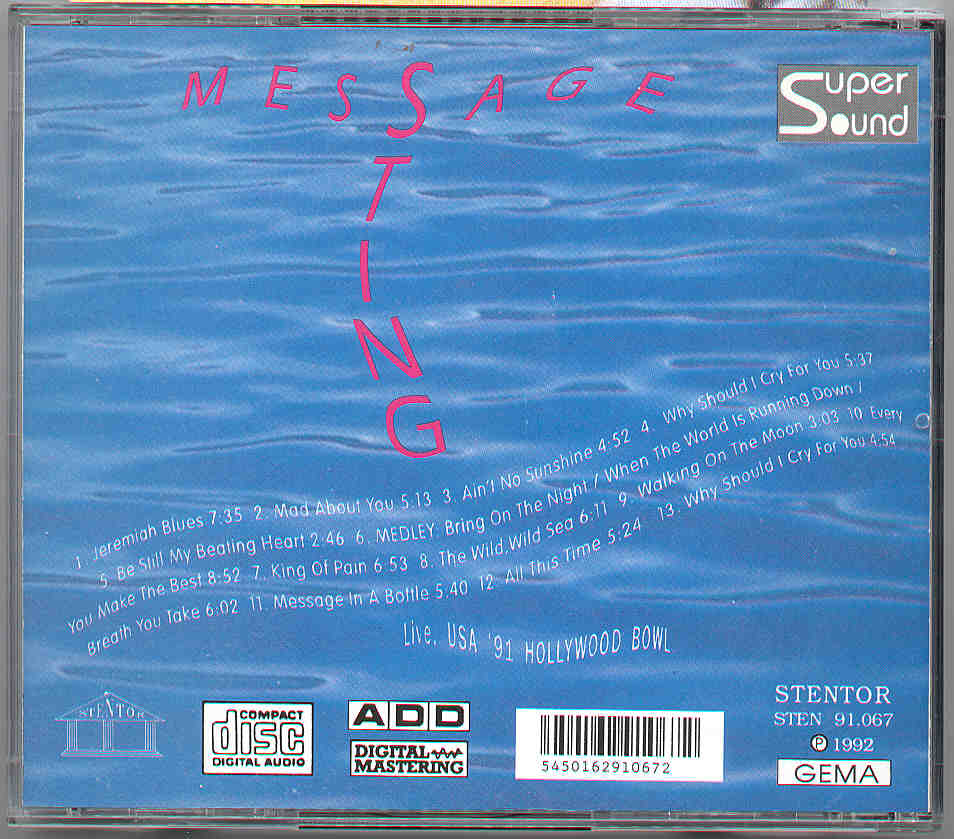 MESSAGE
STING
Super
Sound
1. Jeremiah Blues 7:35 2. Mad About You 5.13 3. Ain't No Sunshine 4:52 4. Why Should I Cry For You 5:37
5. Be Still My Beating Heart 2:46 6. MEDLEY: Bring On The Night / When The World Is Running Down /
You Make The Best 8:52 7. King Of Pain 6:53 8. The Wild,Wild Sea 6:11 9. Walking On The Moon 3:03 10 Every
Breath You Take 6:02 11. Message In A Bottle 5:40 12. All This Time 5:24 13. Why Should I Cry For You 4:54
Live, USA '91 HOLLYWOOD BOWL
STENTOR
COMPACT
disc
DIGITAL AUDIO
ADD
DIGITAL
MASTERING
5450162910672
STENTOR
STEN 91.067
℗ 1992
GEMA